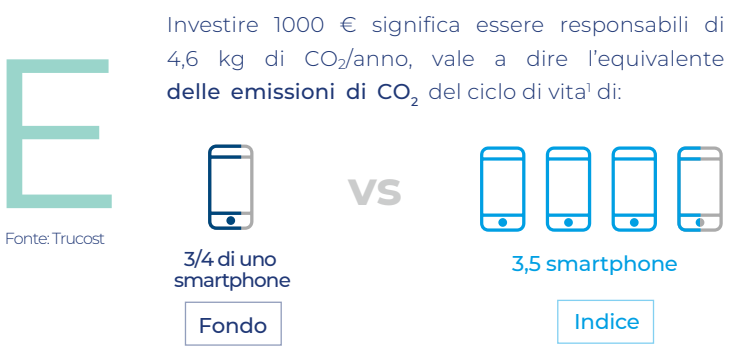 Investire 1000 € significa essere responsabili di
4,6 kg di CO₂/anno, vale a dire l'equivalente
delle emissioni di CO₂ del ciclo di vita¹ di:
E
Fonte: Trucost
vs
3/4 di uno
smartphone
Fondo
3,5 smartphone
Indice